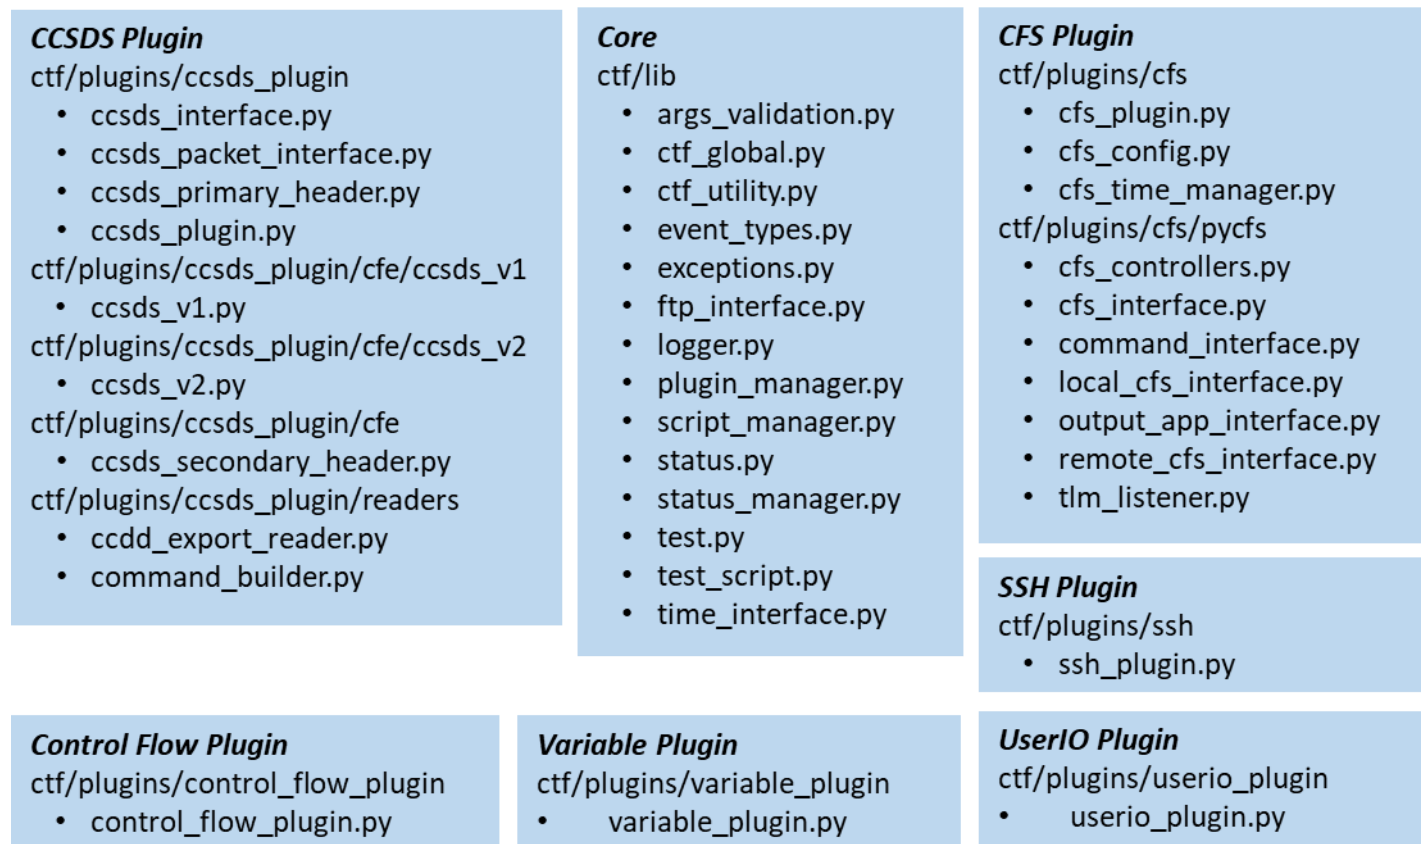 CCSDS Plugin
ctf/plugins/ccsds_plugin
• ccsds_interface.py
• ccsds_packet_interface.py
• ccsds_primary_header.py
• ccsds_plugin.py
ctf/plugins/ccsds_plugin/cfe/ccsds_v1
• ccsds_v1.py
ctf/plugins/ccsds_plugin/cfe/ccsds_v2
• ccsds_v2.py
ctf/plugins/ccsds_plugin/cfe
• ccsds_secondary_header.py
ctf/plugins/ccsds_plugin/readers
• ccdd_export_reader.py
• command_builder.py
Core
ctf/lib
• args_validation.py
• ctf_global.py
• ctf_utility.py
• event_types.py
• exceptions.py
• ftp_interface.py
• logger.py
• plugin_manager.py
• script_manager.py
• status.py
• status_manager.py
• test.py
• test_script.py
• time_interface.py
CFS Plugin
ctf/plugins/cfs
• cfs_plugin.py
• cfs_config.py
• cfs_time_manager.py
ctf/plugins/cfs/pycfs
• cfs_controllers.py
• cfs_interface.py
• command_interface.py
• local_cfs_interface.py
• output_app_interface.py
• remote_cfs_interface.py
• tlm_listener.py
SSH Plugin
ctf/plugins/ssh
• ssh_plugin.py
Control Flow Plugin
ctf/plugins/control_flow_plugin
• control_flow_plugin.py
Variable Plugin
ctf/plugins/variable_plugin
• variable_plugin.py
UserIO Plugin
ctf/plugins/userio_plugin
• userio_plugin.py